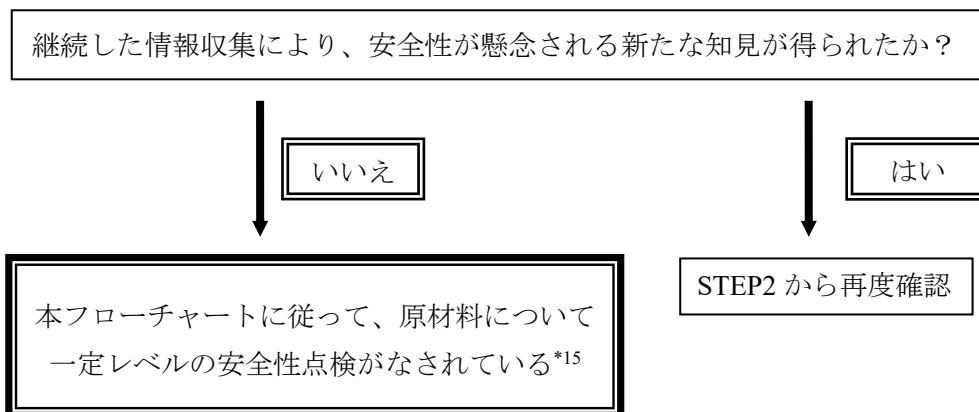 継続した情報収集により、安全性が懸念される新たな知見が得られたか？
いいえ
はい
本フローチャートに従って、原材料について
一定レベルの安全性点検がなされている*15
STEP2 から再度確認